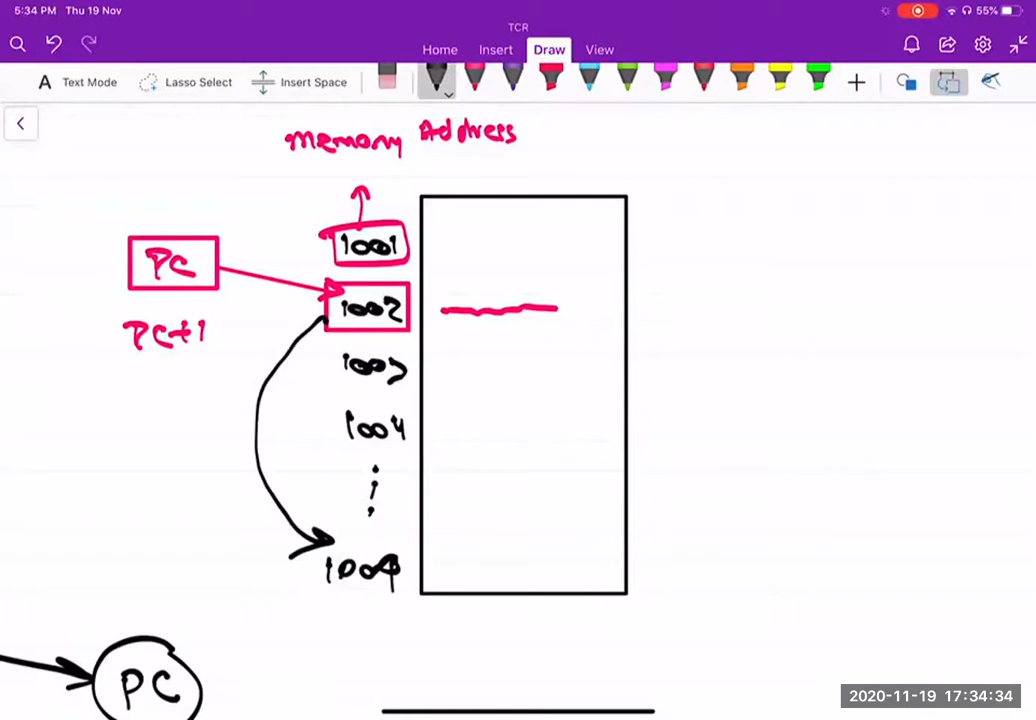 5:34 PM Thu 19 Nov
55%
TCR
Home Insert Draw View
A Text Mode Lasso Select Insert Space
memory Address
1001
PC
1002
PC+1
1003
1004
1009
PC
2020-11-19 17:34:34